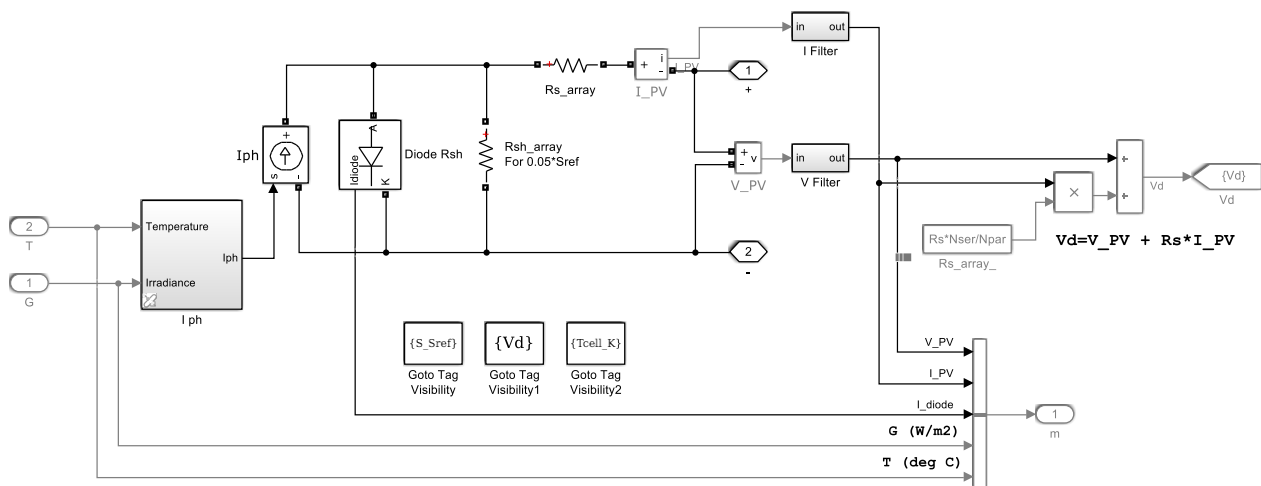 in
out
I Filter
+
i
-
I_PV
I_PV
Rs_array
1
+
Iph
+
s
-
A
Idiode
K
Diode Rsh
Rsh_array
For 0.05*Sref
+
-
v
V_PV
in
out
V Filter
÷
÷
Vd
{Vd}
Vd
×
Rs*Nser/Npar
Rs_array_
Vd=V_PV + Rs*I_PV
2
T
Temperature
Iph
1
G
Irradiance
I ph
2
-
{S_Sref}
{Vd}
{Tcell_K}
Goto Tag
Visibility
Goto Tag
Visibility1
Goto Tag
Visibility2
V_PV
I_PV
I_diode
G (W/m2)
T (deg C)
1
m